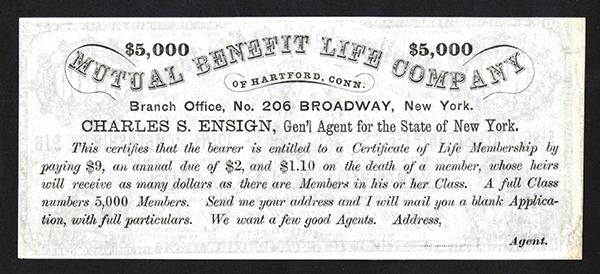 $5,000 $5,000
MUTUAL BENEFIT LIFE COMPANY
OF HARTFORD, CONN.
Branch Office, No. 206 BROADWAY, New York.
CHARLES S. ENSIGN, Gen'l Agent for the State of New York.
This certifies that the bearer is entitled to a Certificate of Life Membership by
paying $9, an annual due of $2, and $1.10 on the death of a member, whose heirs
will receive as many dollars as there are Members in his or her Class. A full Class
numbers 5,000 Members. Send me your address and I will mail you a blank Applica-
tion, with full particulars. We want a few good Agents. Address,
Agent.